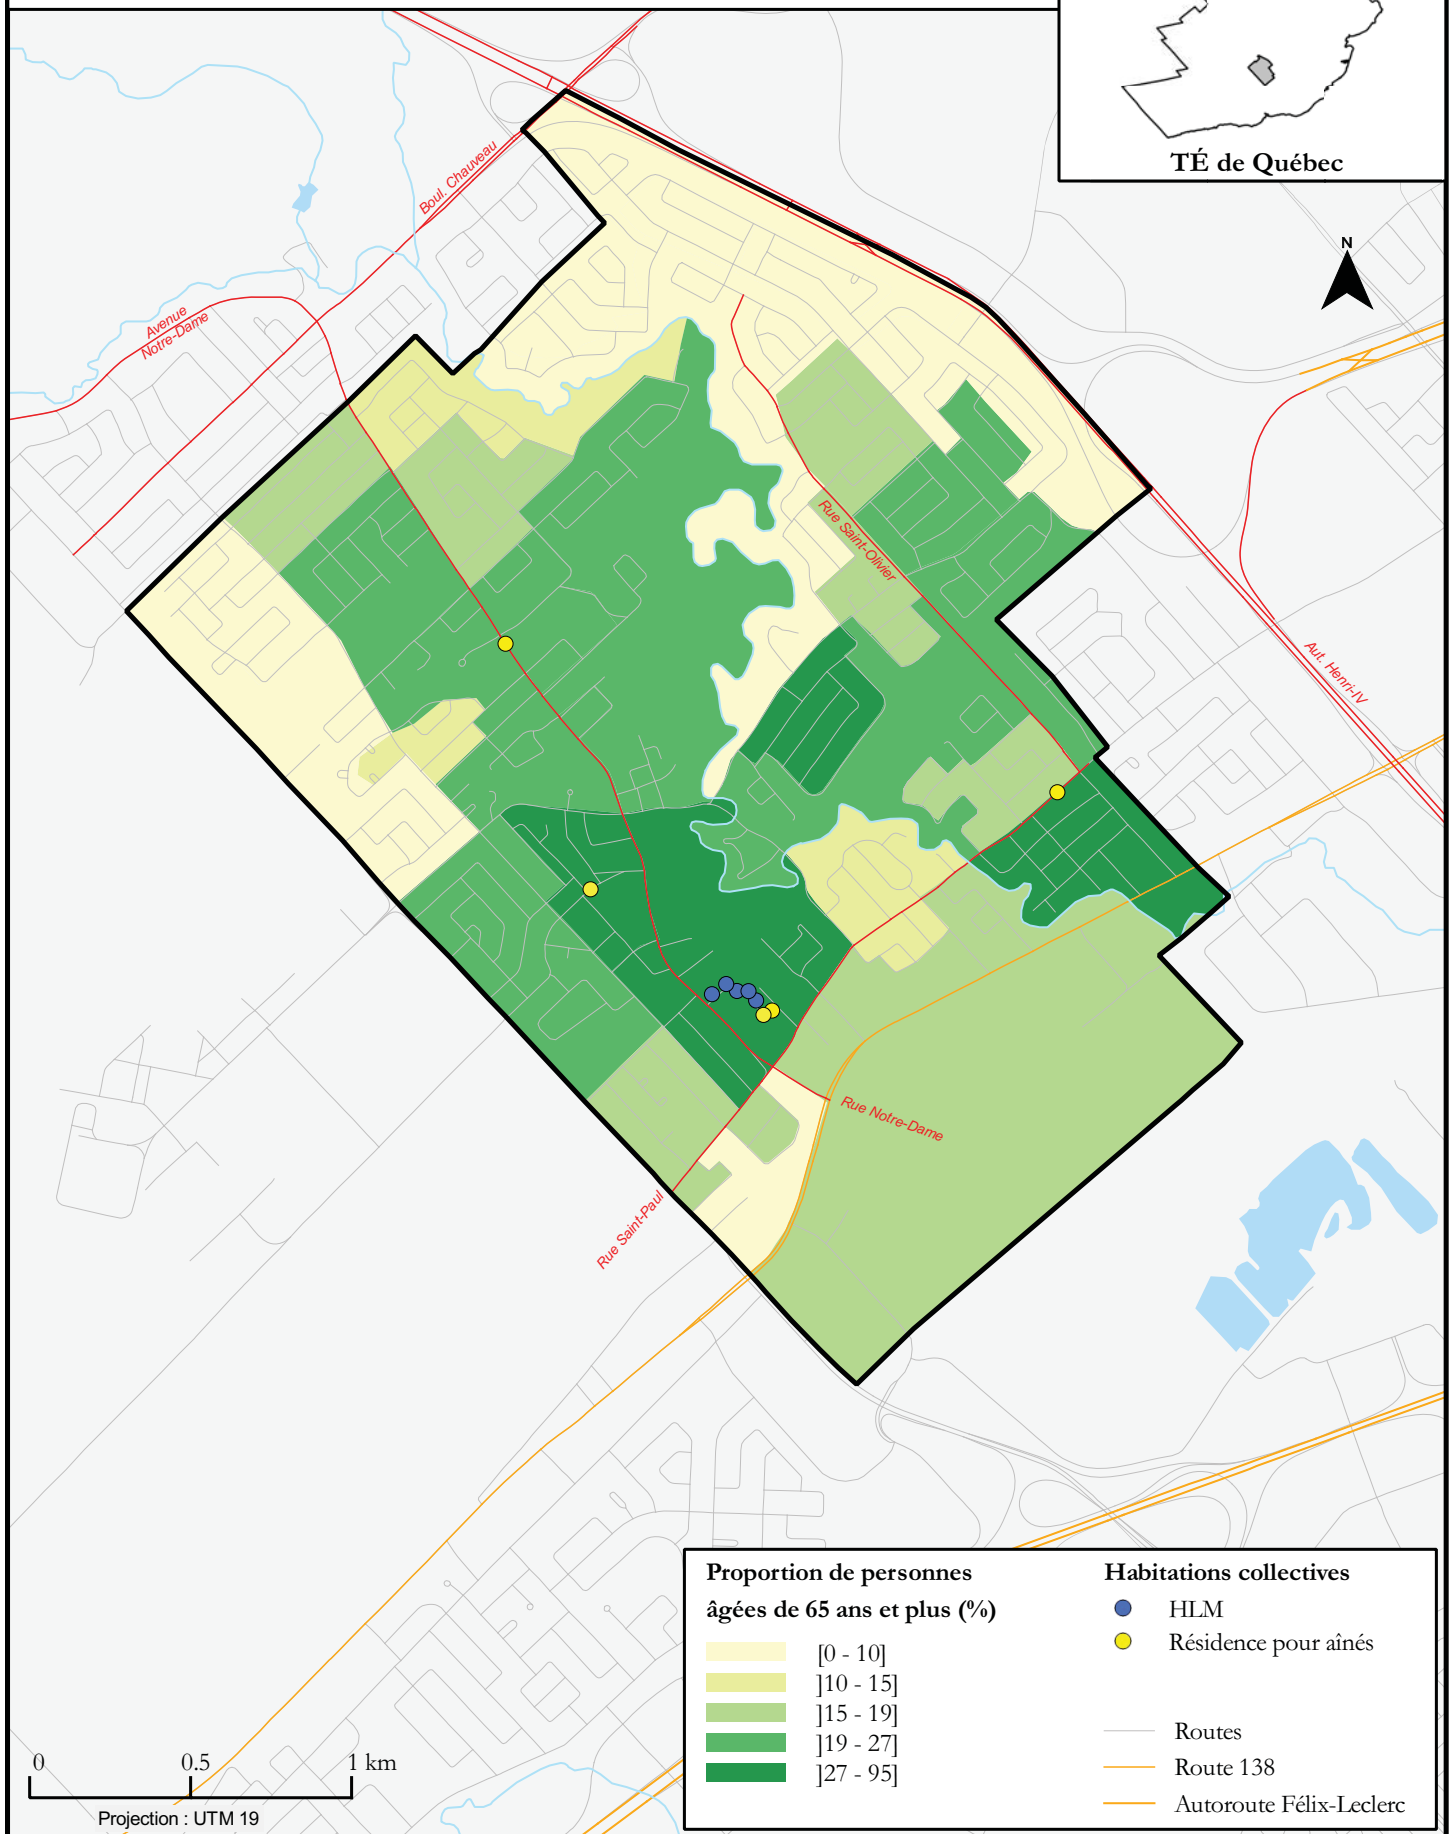 TÉ de Québec
N
Boul. Chauveau
Avenue
Notre-Dame
Rue Saint-Olivier
Aut. Henri-IV
Rue Notre-Dame
Rue Saint-Paul
Proportion de personnes
âgées de 65 ans et plus (%)
[0 - 10]
]10 - 15]
]15 - 19]
]19 - 27]
]27 - 95]
Habitations collectives
HLM
Résidence pour aînés
Routes
Route 138
Autoroute Félix-Leclerc
0 0.5 1 km
Projection : UTM 19